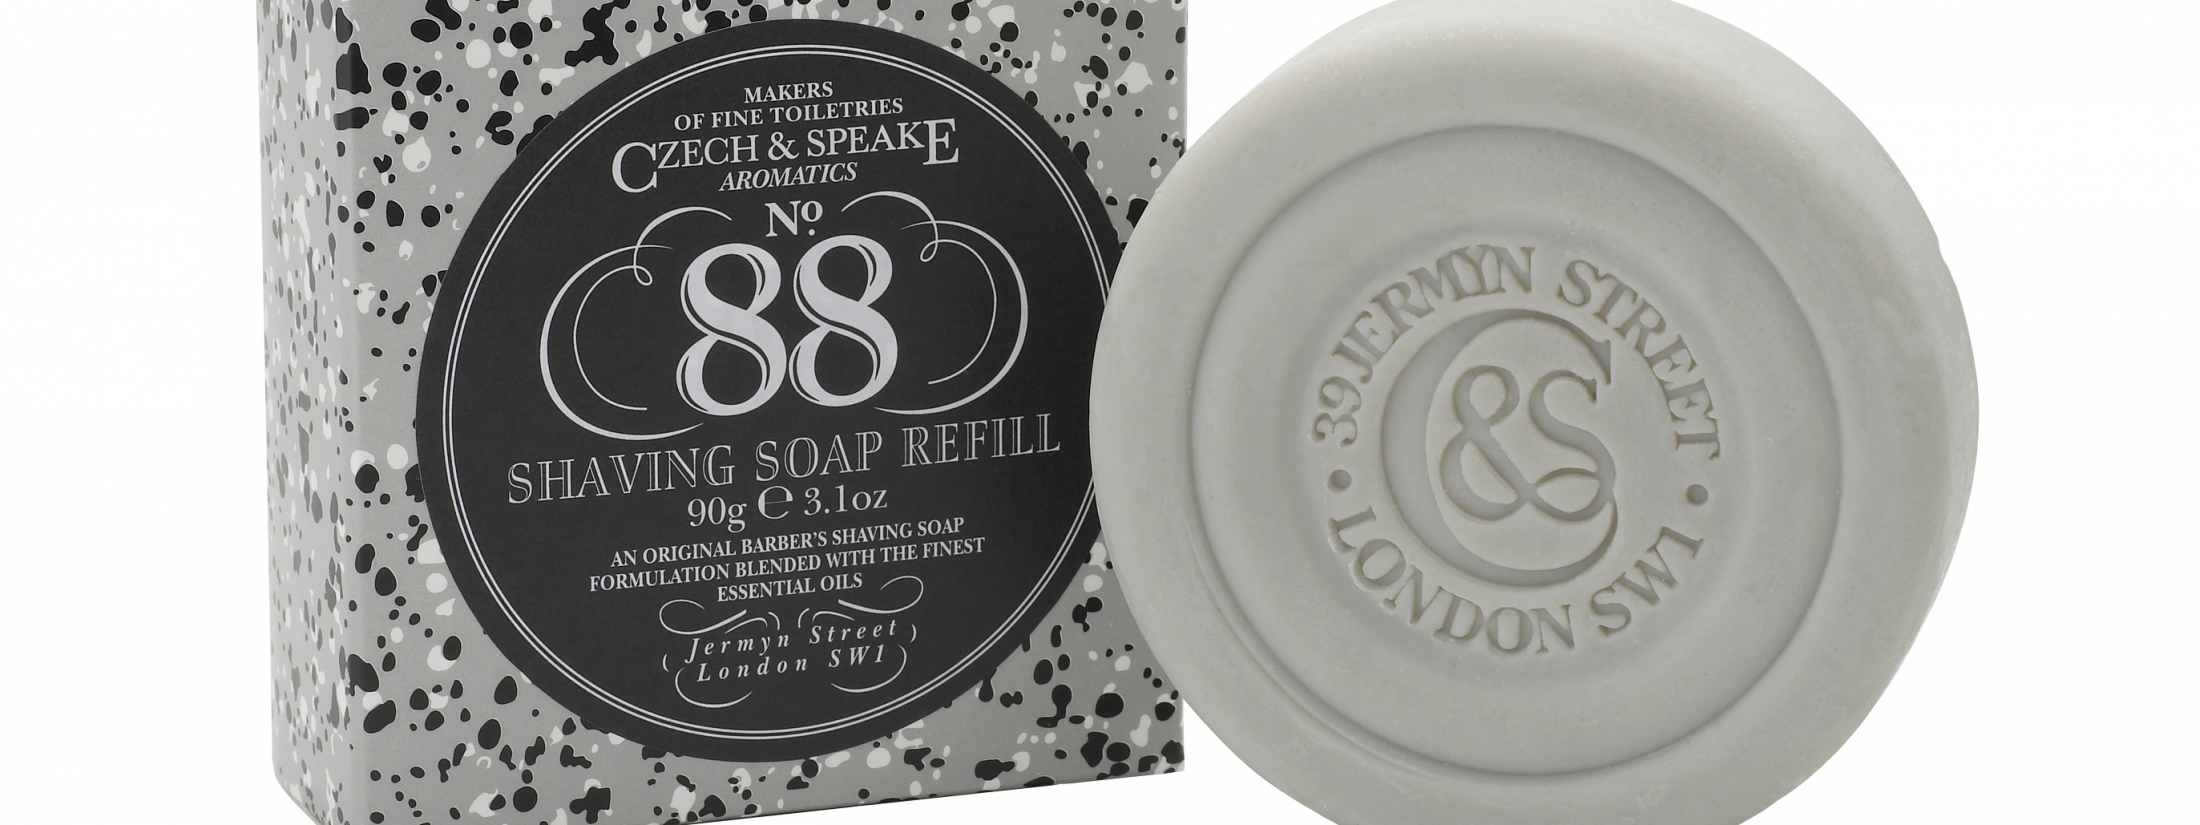 MAKERS
OF FINE TOILETRIES
CZECH & SPEAKE
AROMATICS
Nº
88
SHAVING SOAP REFILL
90g ℮ 3.1oz
AN ORIGINAL BARBER'S SHAVING SOAP
FORMULATION BLENDED WITH THE FINEST
ESSENTIAL OILS
Jermyn Street
London SW1
39 JERMYN STREET
C&S
• LONDON SW1 •